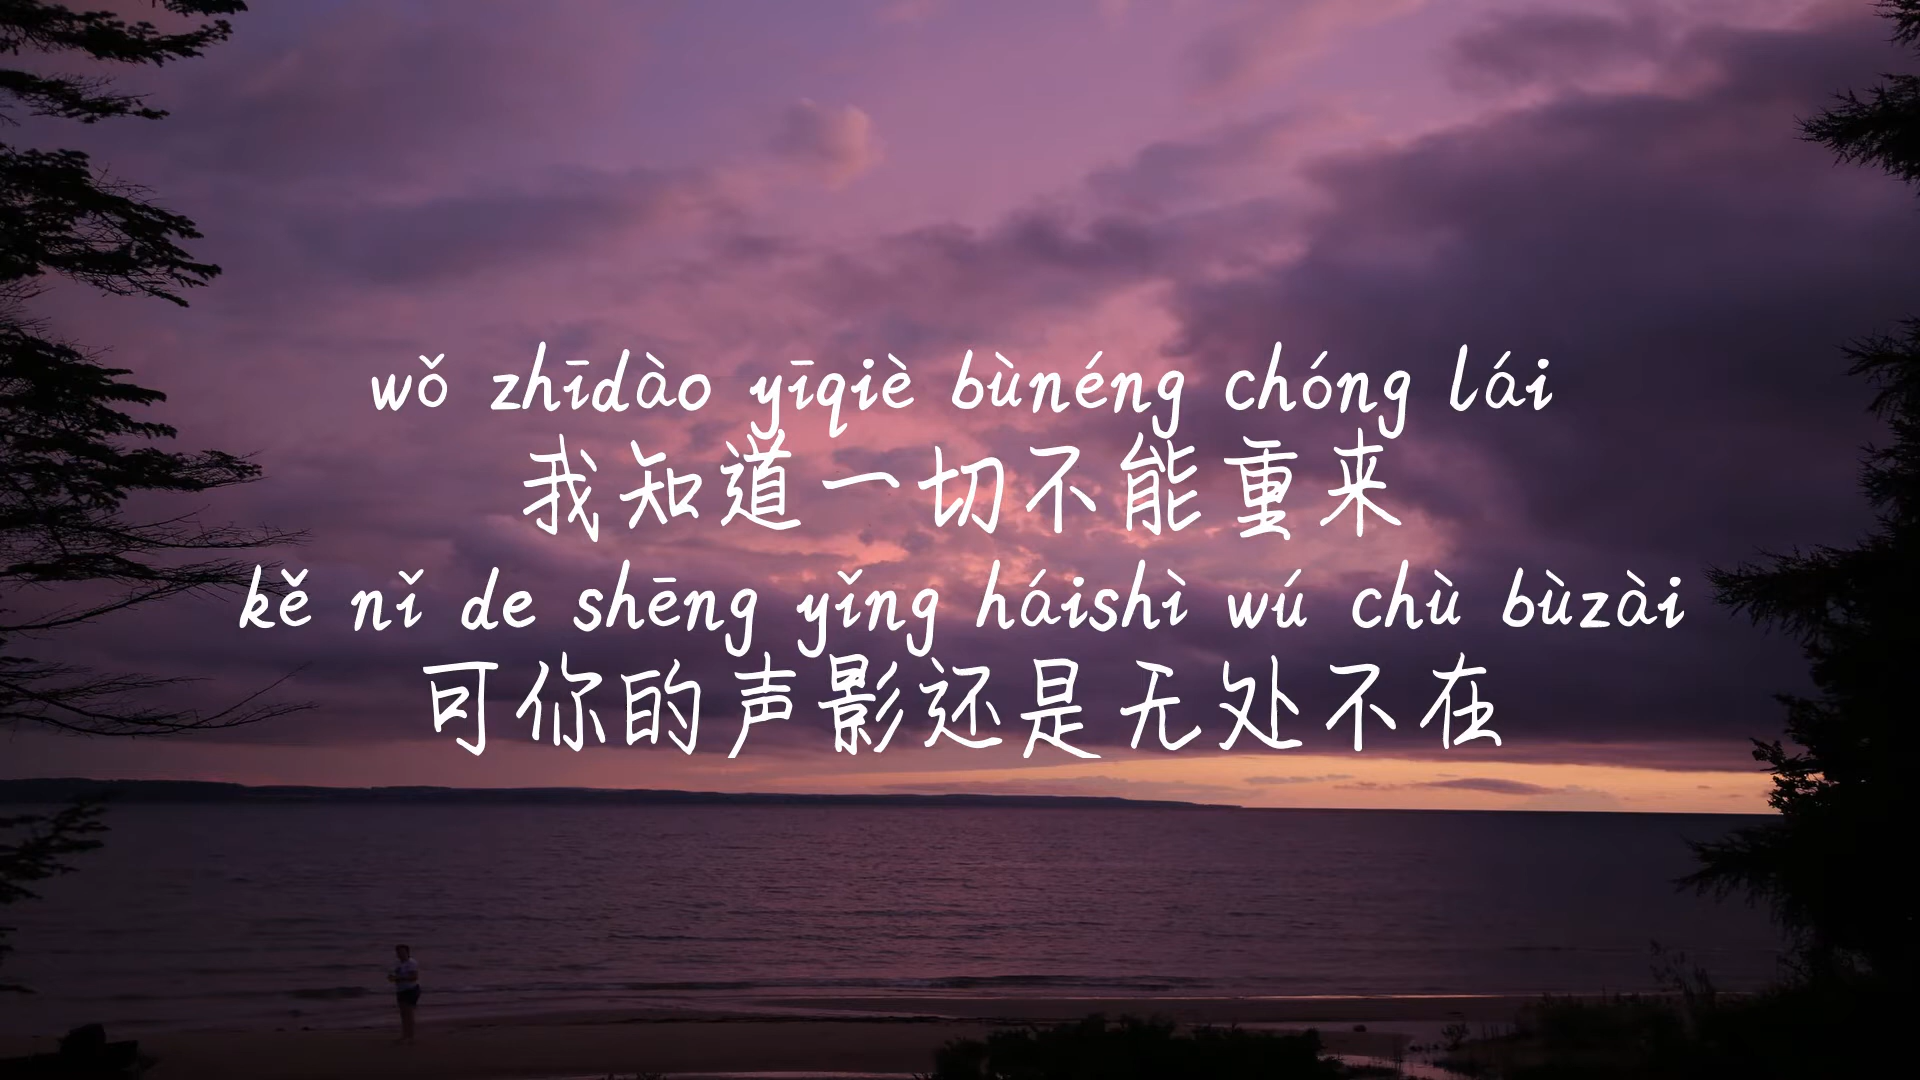 wǒ zhīdào yīqiè bùnéng chóng lái
我知道一切不能重来
kě nǐ de shēng yǐng háishì wú chù bùzài
可你的声影还是无处不在